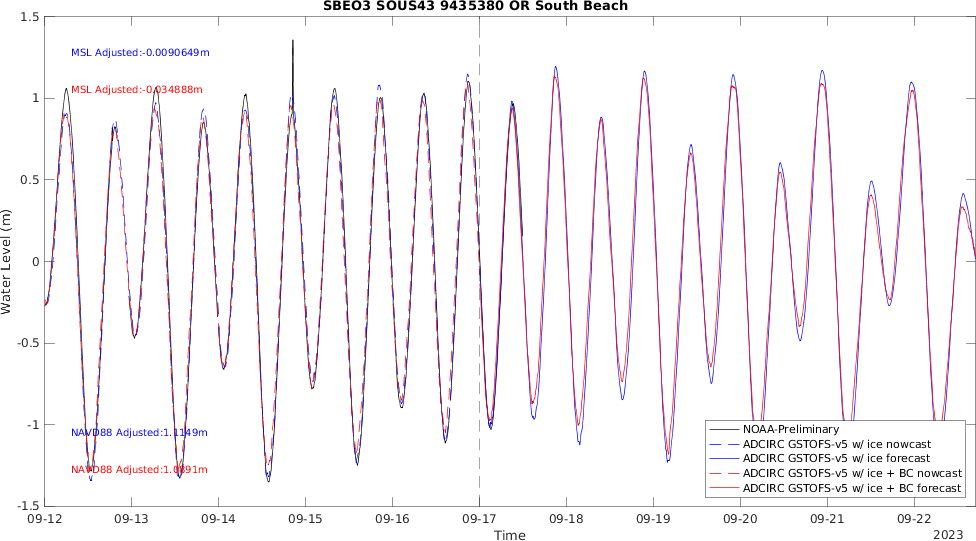 SBEO3 SOUS43 9435380 OR South Beach
1.5
MSL Adjusted:-0.0090649m
MSL Adjusted:-0.034888m
1
0.5
0
Water Level (m)
-0.5
-1
NAVD88 Adjusted:1.1149m
NAVD88 Adjusted:1.0891m
-1.5
NOAA-Preliminary
ADCIRC GSTOFS-v5 w/ ice nowcast
ADCIRC GSTOFS-v5 w/ ice forecast
ADCIRC GSTOFS-v5 w/ ice + BC nowcast
ADCIRC GSTOFS-v5 w/ ice + BC forecast
09-12 09-13 09-14 09-15 09-16 09-17 09-18 09-19 09-20 09-21 09-22
Time
2023